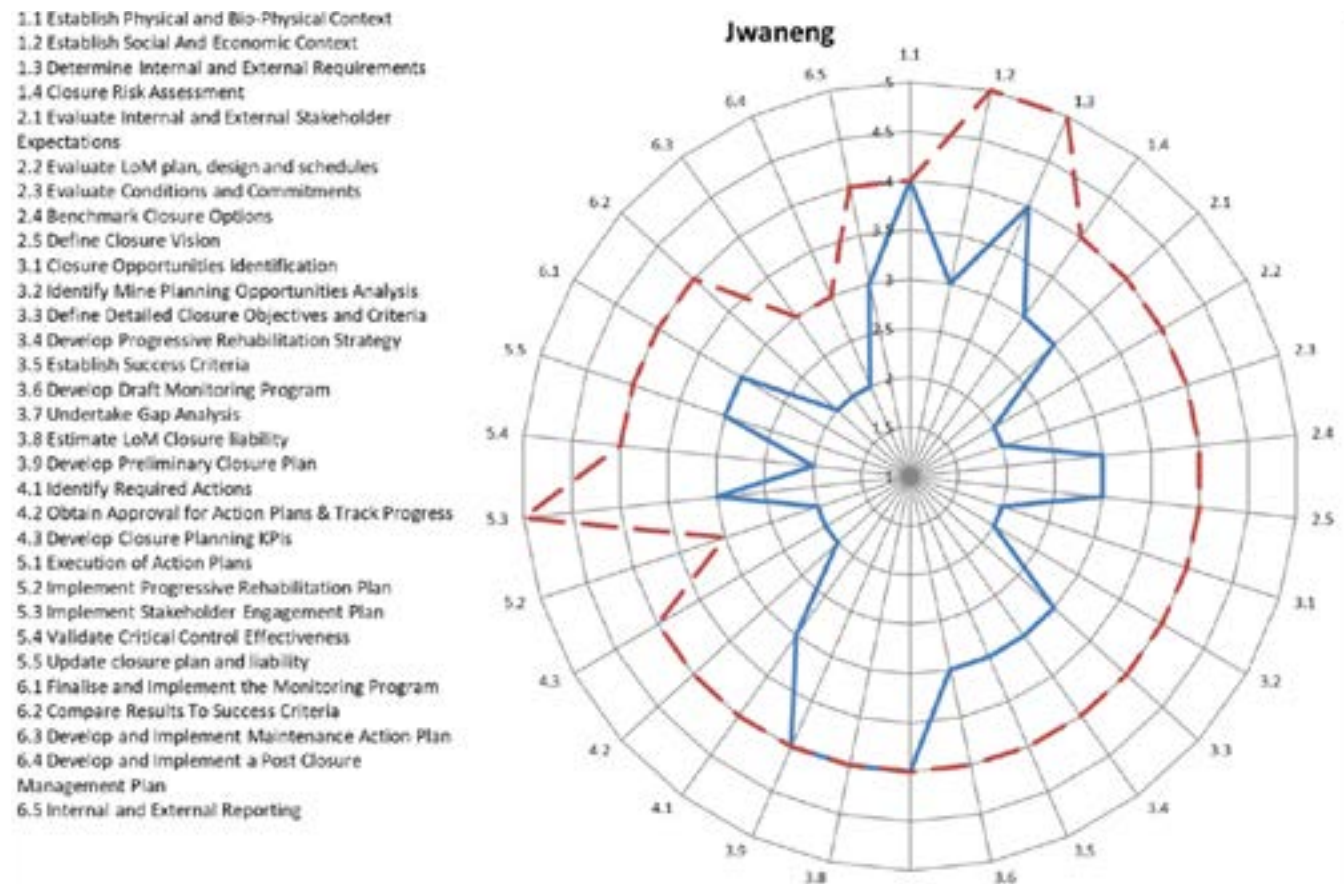 1.1 Establish Physical and Bio-Physical Context
1.2 Establish Social And Economic Context
1.3 Determine Internal and External Requirements
1.4 Closure Risk Assessment
2.1 Evaluate Internal and External Stakeholder
Expectations
2.2 Evaluate LoM plan, design and schedules
2.3 Evaluate Conditions and Commitments
2.4 Benchmark Closure Options
2.5 Define Closure Vision
3.1 Closure Opportunities Identification
3.2 Identify Mine Planning Opportunities Analysis
3.3 Define Detailed Closure Objectives and Criteria
3.4 Develop Progressive Rehabilitation Strategy
3.5 Establish Success Criteria
3.6 Develop Draft Monitoring Program
3.7 Undertake Gap Analysis
3.8 Estimate LoM Closure liability
3.9 Develop Preliminary Closure Plan
4.1 Identify Required Actions
4.2 Obtain Approval for Action Plans & Track Progress
4.3 Develop Closure Planning KPIs
5.1 Execution of Action Plans
5.2 Implement Progressive Rehabilitation Plan
5.3 Implement Stakeholder Engagement Plan
5.4 Validate Critical Control Effectiveness
5.5 Update closure plan and liability
6.1 Finalise and Implement the Monitoring Program
6.2 Compare Results To Success Criteria
6.3 Develop and Implement Maintenance Action Plan
6.4 Develop and Implement a Post Closure
Management Plan
6.5 Internal and External Reporting
Jwaneng
1.1
1.2
1.3
1.4
2.1
2.2
2.3
2.4
2.5
3.1
3.2
3.3
3.4
3.5
3.6
3.8
3.9
4.1
4.2
4.3
5.2
5.3
5.4
5.5
6.1
6.2
6.3
6.4
6.5
5
4.5
4
3.5
3
2.5
2
1.5
1